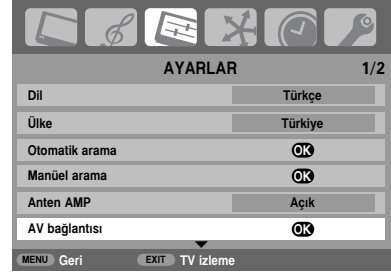 AYARLAR 1/2
Dil Türkçe
Ülke Türkiye
Otomatik arama OK
Manüel arama OK
Anten AMP Açık
AV bağlantısı OK
MENU Geri EXIT TV izleme